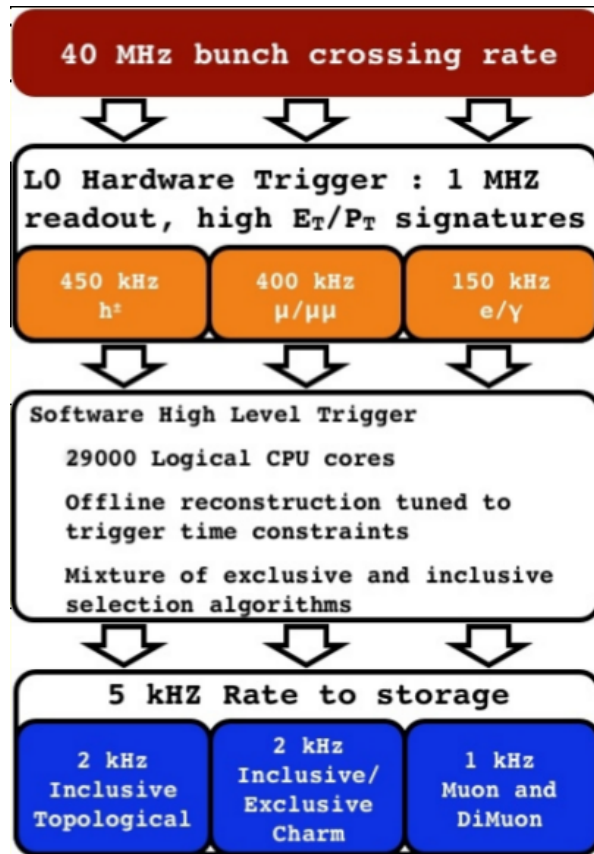 40 MHz bunch crossing rate
L0 Hardware Trigger : 1 MHZ
readout, high E_T/P_T signatures
450 kHz
h±
400 kHz
μ/μμ
150 kHz
e/γ
Software High Level Trigger
29000 Logical CPU cores
Offline reconstruction tuned to
trigger time constraints
Mixture of exclusive and inclusive
selection algorithms
5 kHZ Rate to storage
2 kHz
Inclusive
Topological
2 kHz
Inclusive/
Exclusive
Charm
1 kHz
Muon and
DiMuon